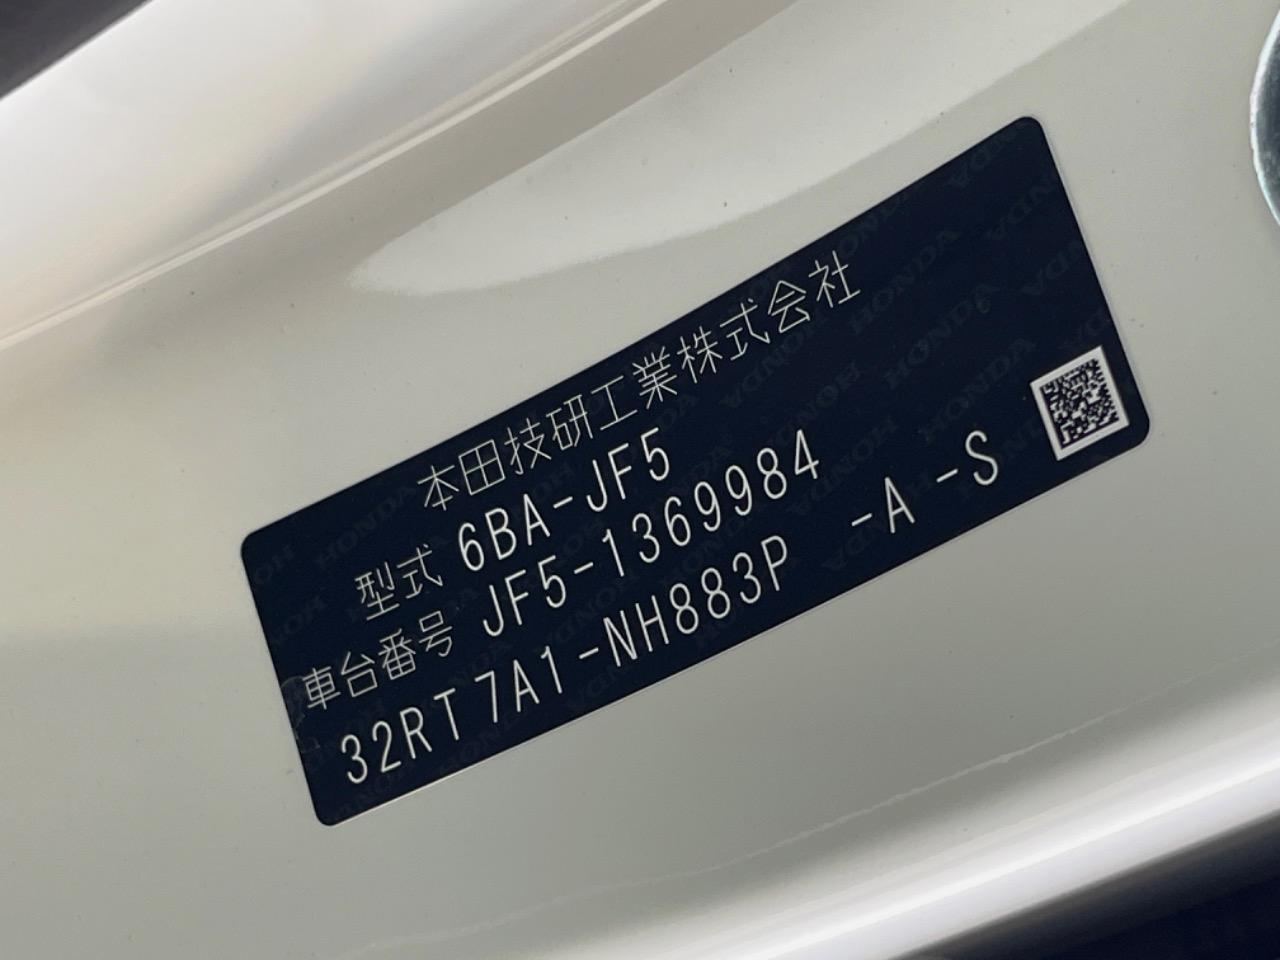 本田技研工業株式会社
型式 6BA-JF5
車台番号 JF5-1369984
32RT 7A1-NH883P -A -S